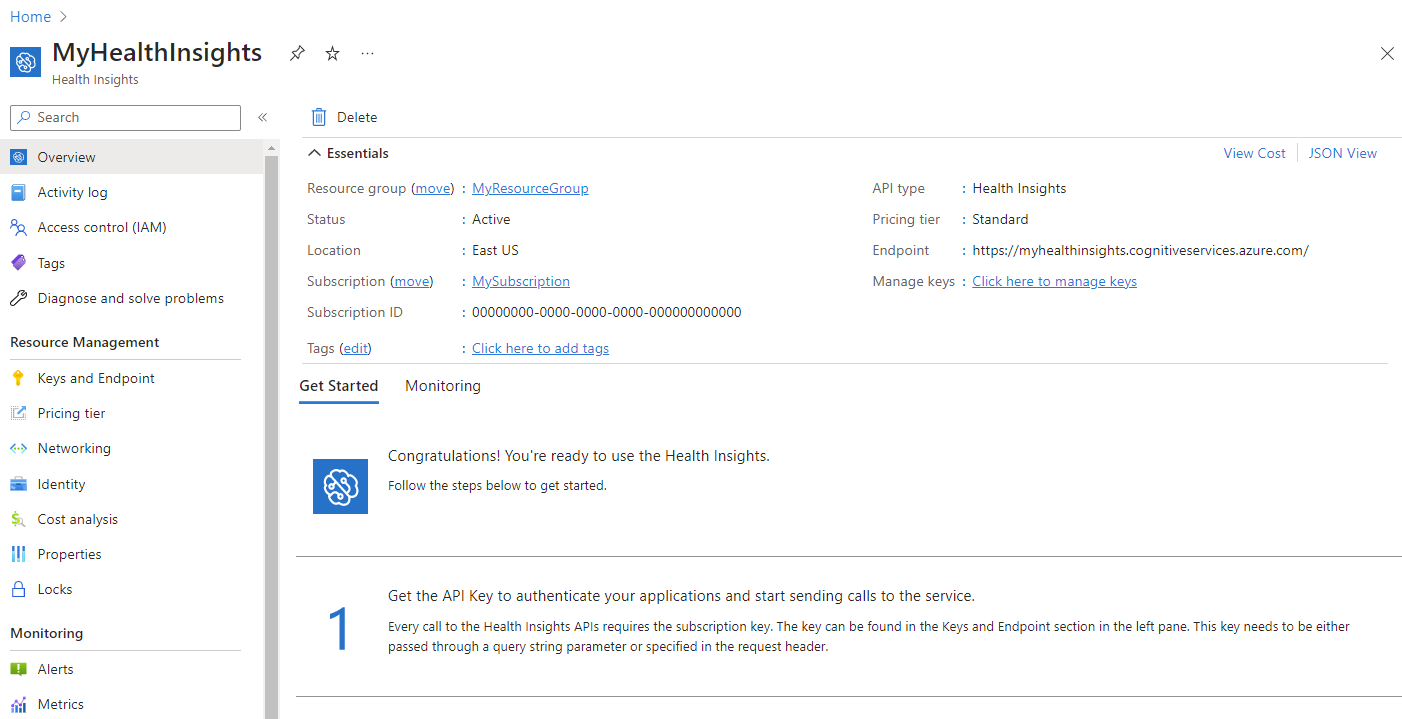 Home >
MyHealthInsights ...
Health Insights
Search «
Overview
Activity log
Access control (IAM)
Tags
Diagnose and solve problems
Resource Management
Keys and Endpoint
Pricing tier
Networking
Identity
Cost analysis
Properties
Locks
Monitoring
Alerts
Metrics
Delete
Essentials
View Cost JSON View
Resource group (move) : MyResourceGroup
Status : Active
Location : East US
Subscription (move) : MySubscription
Subscription ID : 00000000-0000-0000-0000-000000000000
Tags (edit) : Click here to add tags
API type : Health Insights
Pricing tier : Standard
Endpoint : https://myhealthinsights.cognitiveservices.azure.com/
Manage keys : Click here to manage keys
Get Started Monitoring
Congratulations! You're ready to use the Health Insights.
Follow the steps below to get started.
1
Get the API Key to authenticate your applications and start sending calls to the service.
Every call to the Health Insights APIs requires the subscription key. The key can be found in the Keys and Endpoint section in the left pane. This key needs to be either
passed through a query string parameter or specified in the request header.